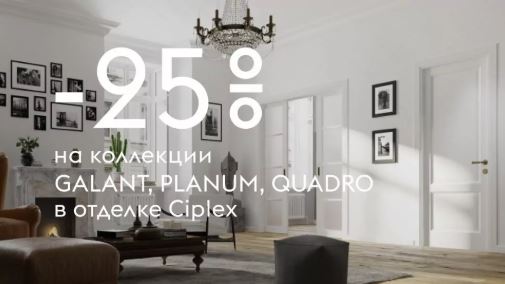 -25%
на коллекции
GALANT, PLANUM, QUADRO
в отделке Ciplex